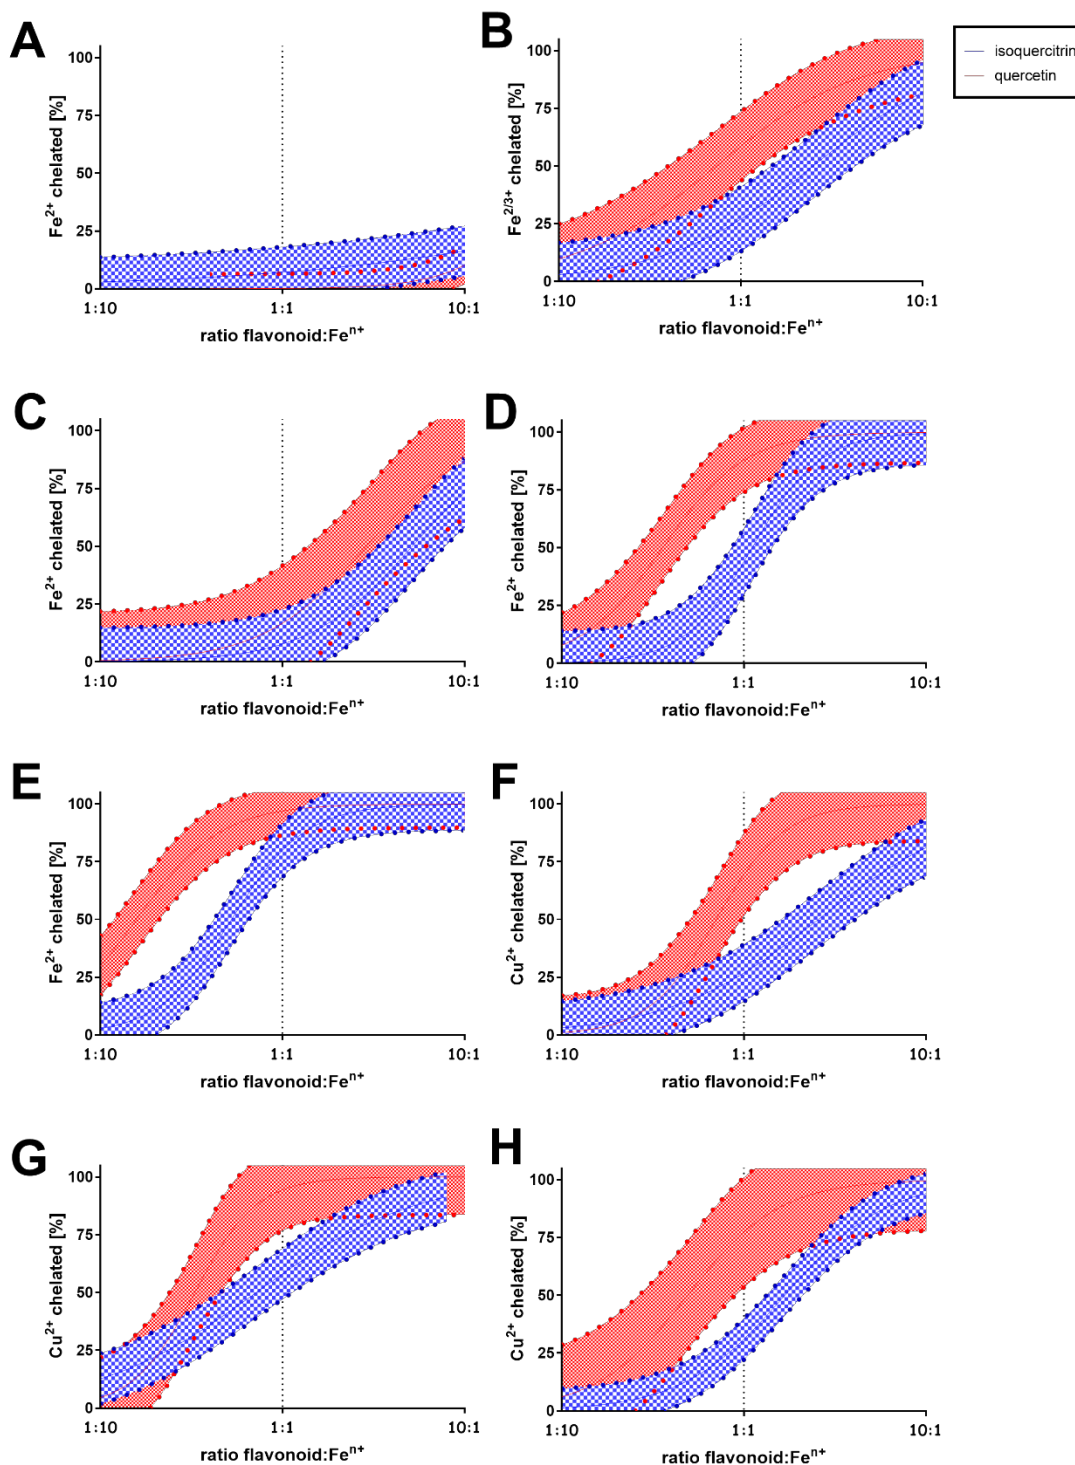 A
B
isoquercitrin
quercetin
Fe²⁺ chelated [%]
100
75
50
25
0
1:10
1:1
10:1
ratio flavonoid:Feⁿ⁺
Fe²/³⁺ chelated [%]
100
75
50
25
0
1:10
1:1
10:1
ratio flavonoid:Feⁿ⁺
C
Fe²⁺ chelated [%]
100
75
50
25
0
1:10
1:1
10:1
ratio flavonoid:Feⁿ⁺
D
Fe²⁺ chelated [%]
100
75
50
25
0
1:10
1:1
10:1
ratio flavonoid:Feⁿ⁺
E
Fe²⁺ chelated [%]
100
75
50
25
0
1:10
1:1
10:1
ratio flavonoid:Feⁿ⁺
F
Cu²⁺ chelated [%]
100
75
50
25
0
1:10
1:1
10:1
ratio flavonoid:Feⁿ⁺
G
Cu²⁺ chelated [%]
100
75
50
25
0
1:10
1:1
10:1
ratio flavonoid:Feⁿ⁺
H
Cu²⁺ chelated [%]
100
75
50
25
0
1:10
1:1
10:1
ratio flavonoid:Feⁿ⁺